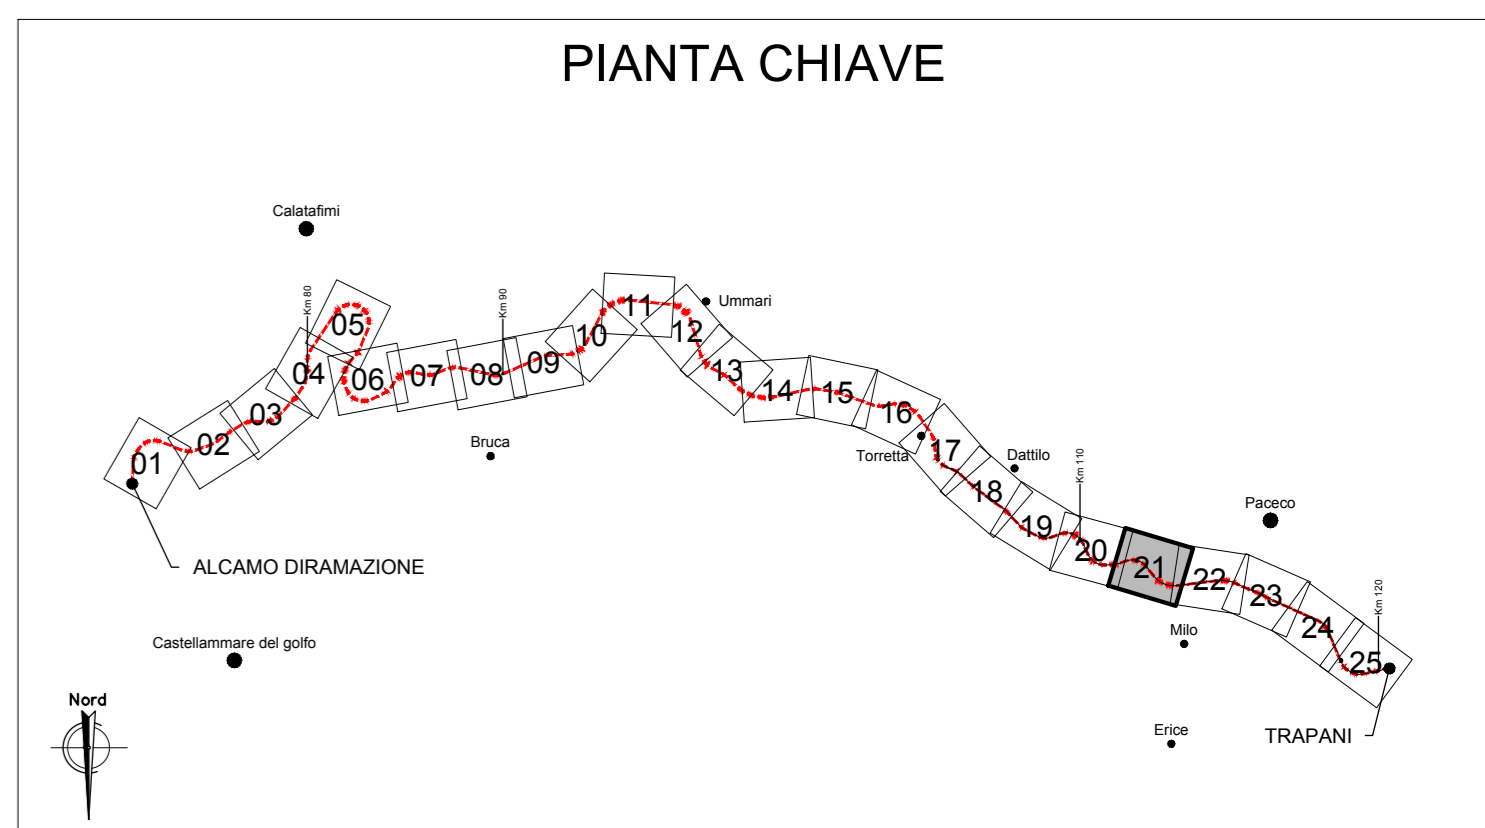 PIANTA CHIAVE
Calatafimi
Km 80
Km 90
Ummari
01
02
03
04
05
06
07
08
09
10
11
12
13
14
15
16
17
18
19
20
21
22
23
24
25
Bruca
Torretta
Dattilo
Km 110
Paceco
ALCAMO DIRAMAZIONE
Km 120
Milo
Castellammare del golfo
Nord
Erice
TRAPANI